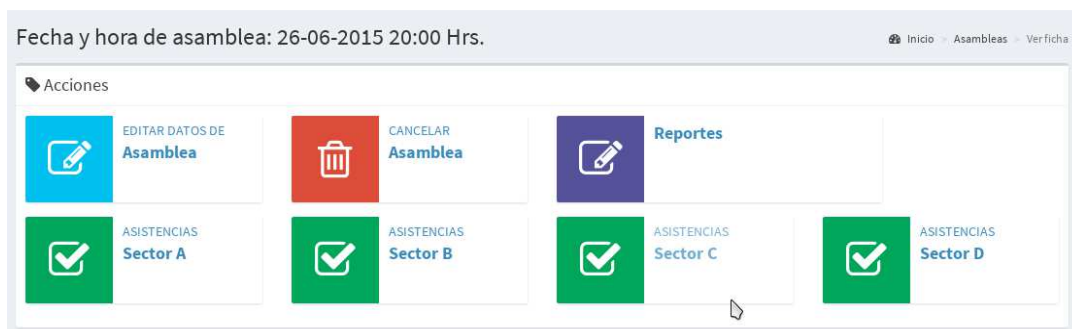 Fecha y hora de asamblea: 26-06-2015 20:00 Hrs.
Inicio > Asambleas > Ver ficha
Acciones
EDITAR DATOS DE
Asamblea
CANCELAR
Asamblea
Reportes
ASISTENCIAS
Sector A
ASISTENCIAS
Sector B
ASISTENCIAS
Sector C
ASISTENCIAS
Sector D